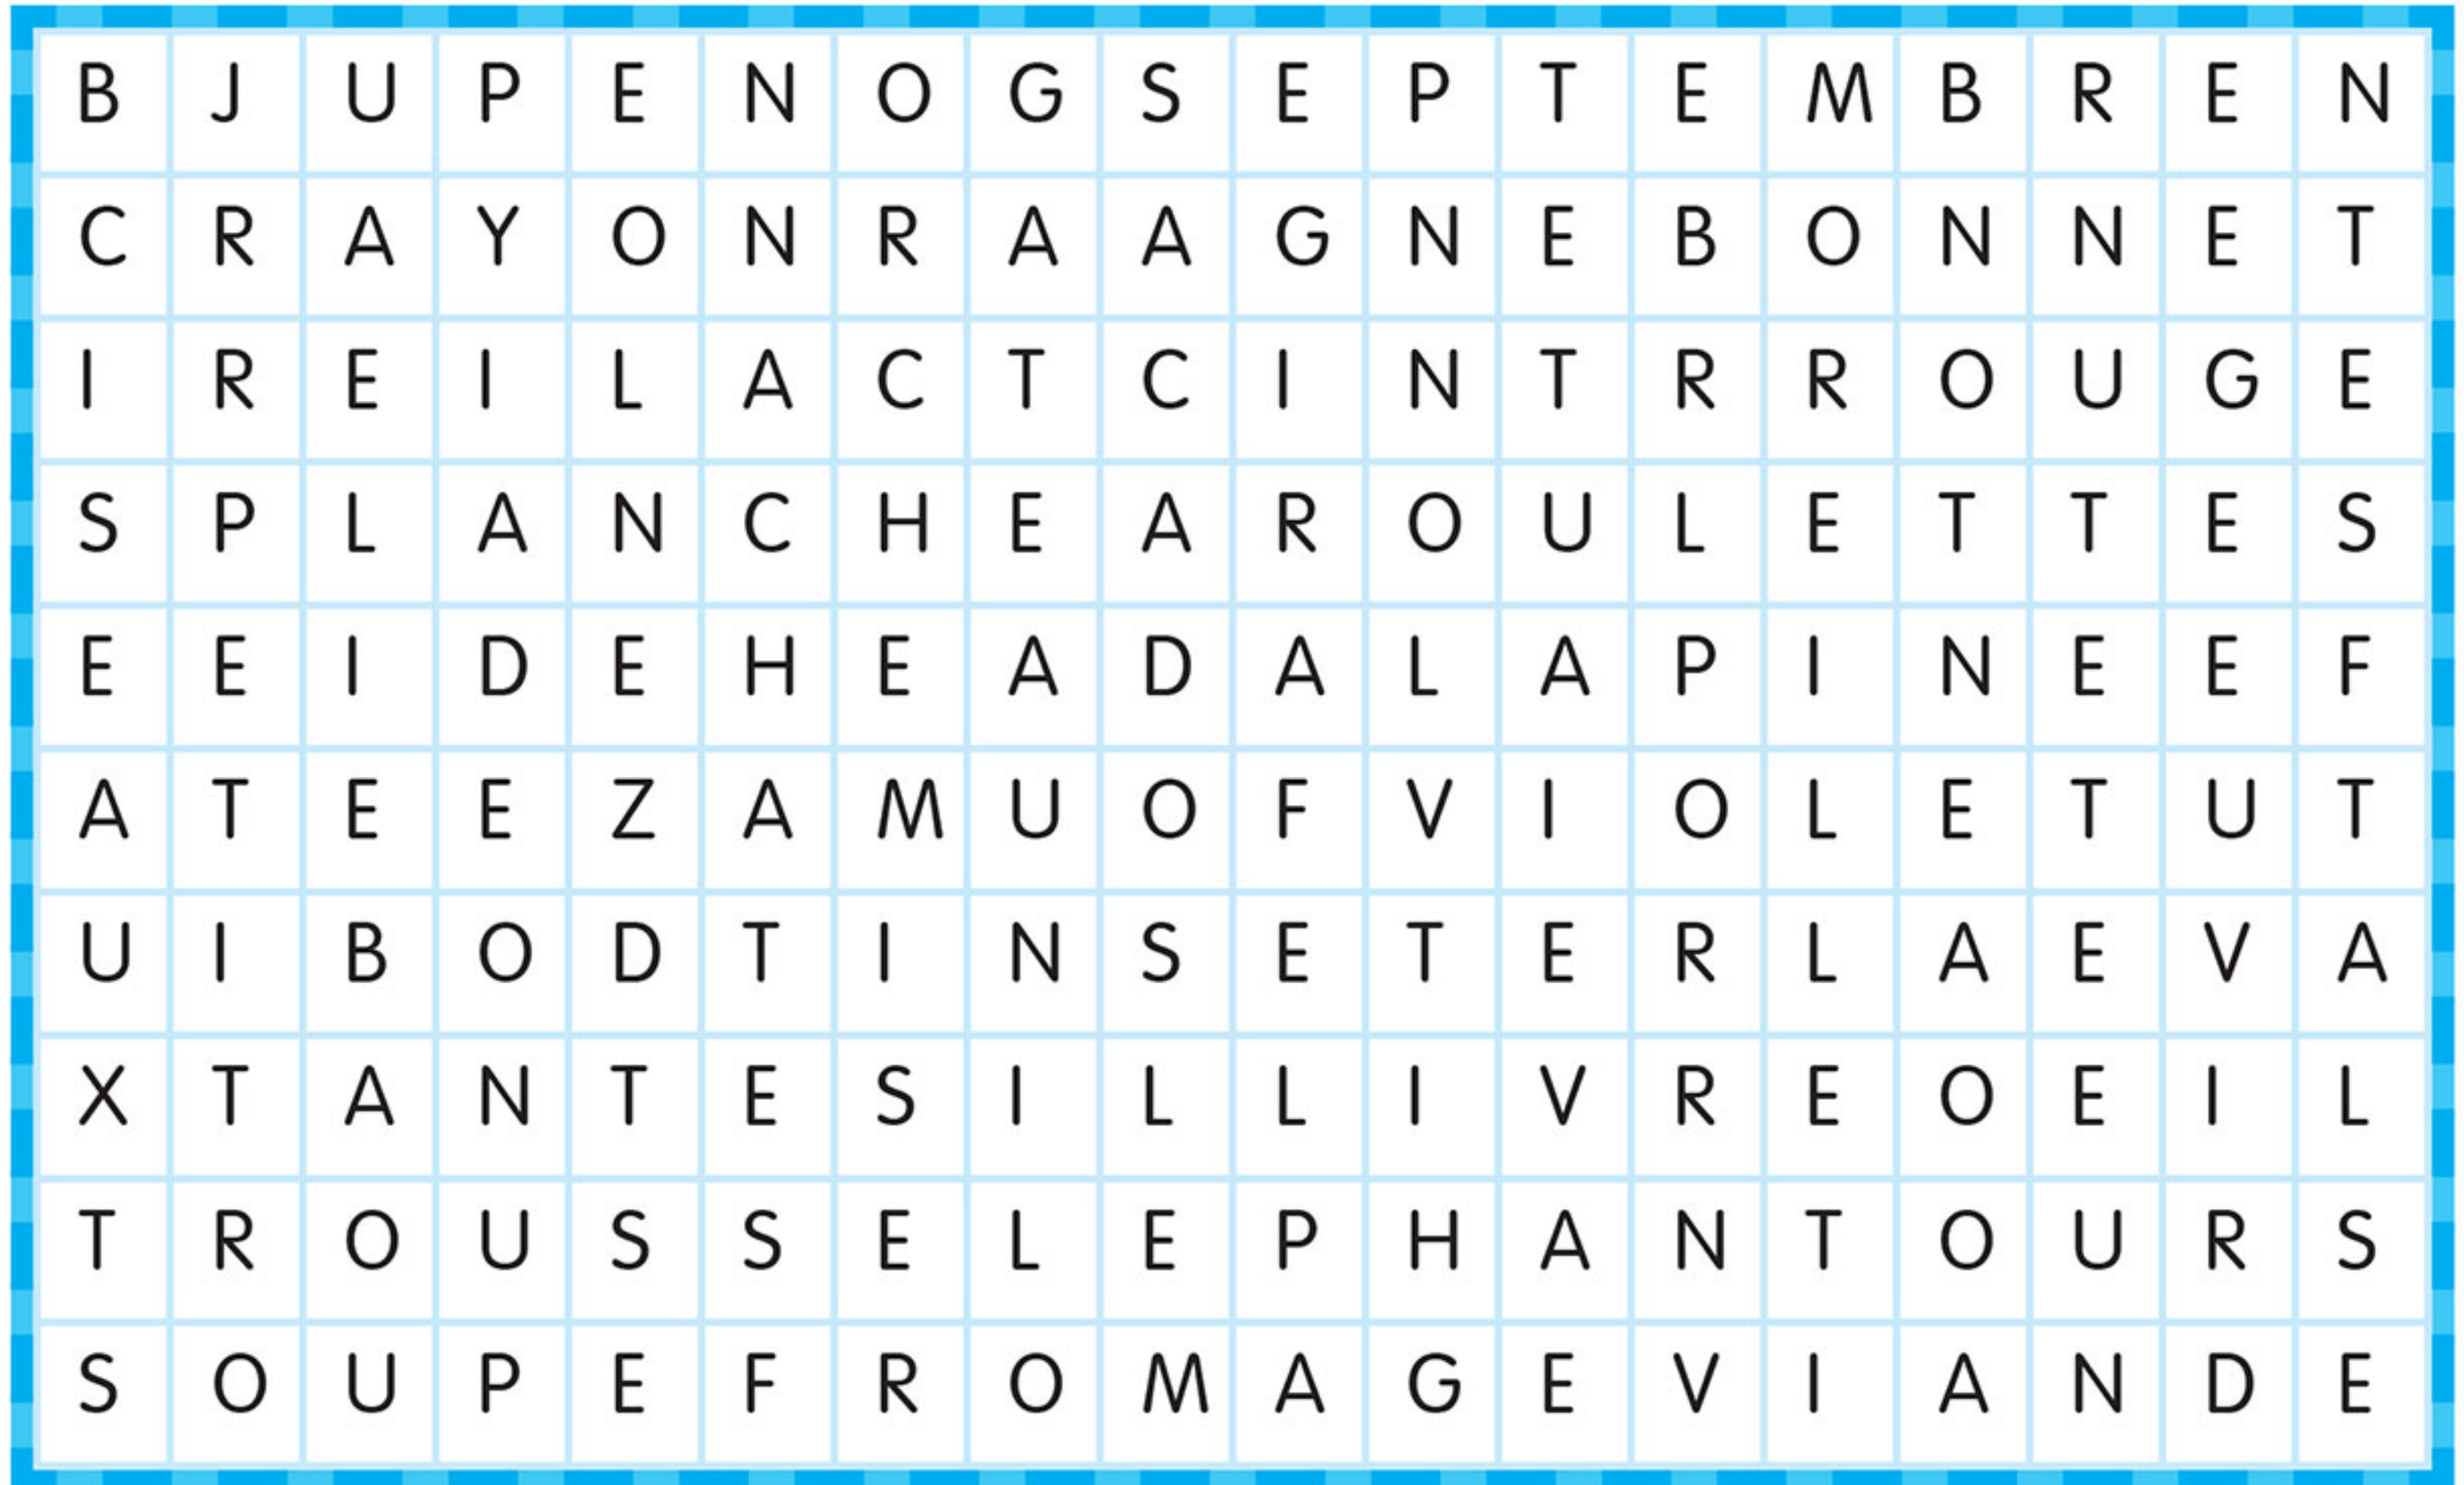 B J U P E N O G S E P T E M B R E N
C R A Y O N R A A G N E B O N N E T
I R E I L A C T C I N T R R O U G E
S P L A N C H E A R O U L E T T E S
E E I D E H E A D A L A P I N E E F
A T E E Z A M U O F V I O L E T U T
U I B O D T I N S E T E R L A E V A
X T A N T E S I L L I V R E O E I L
T R O U S S E L E P H A N T O U R S
S O U P E F R O M A G E V I A N D E